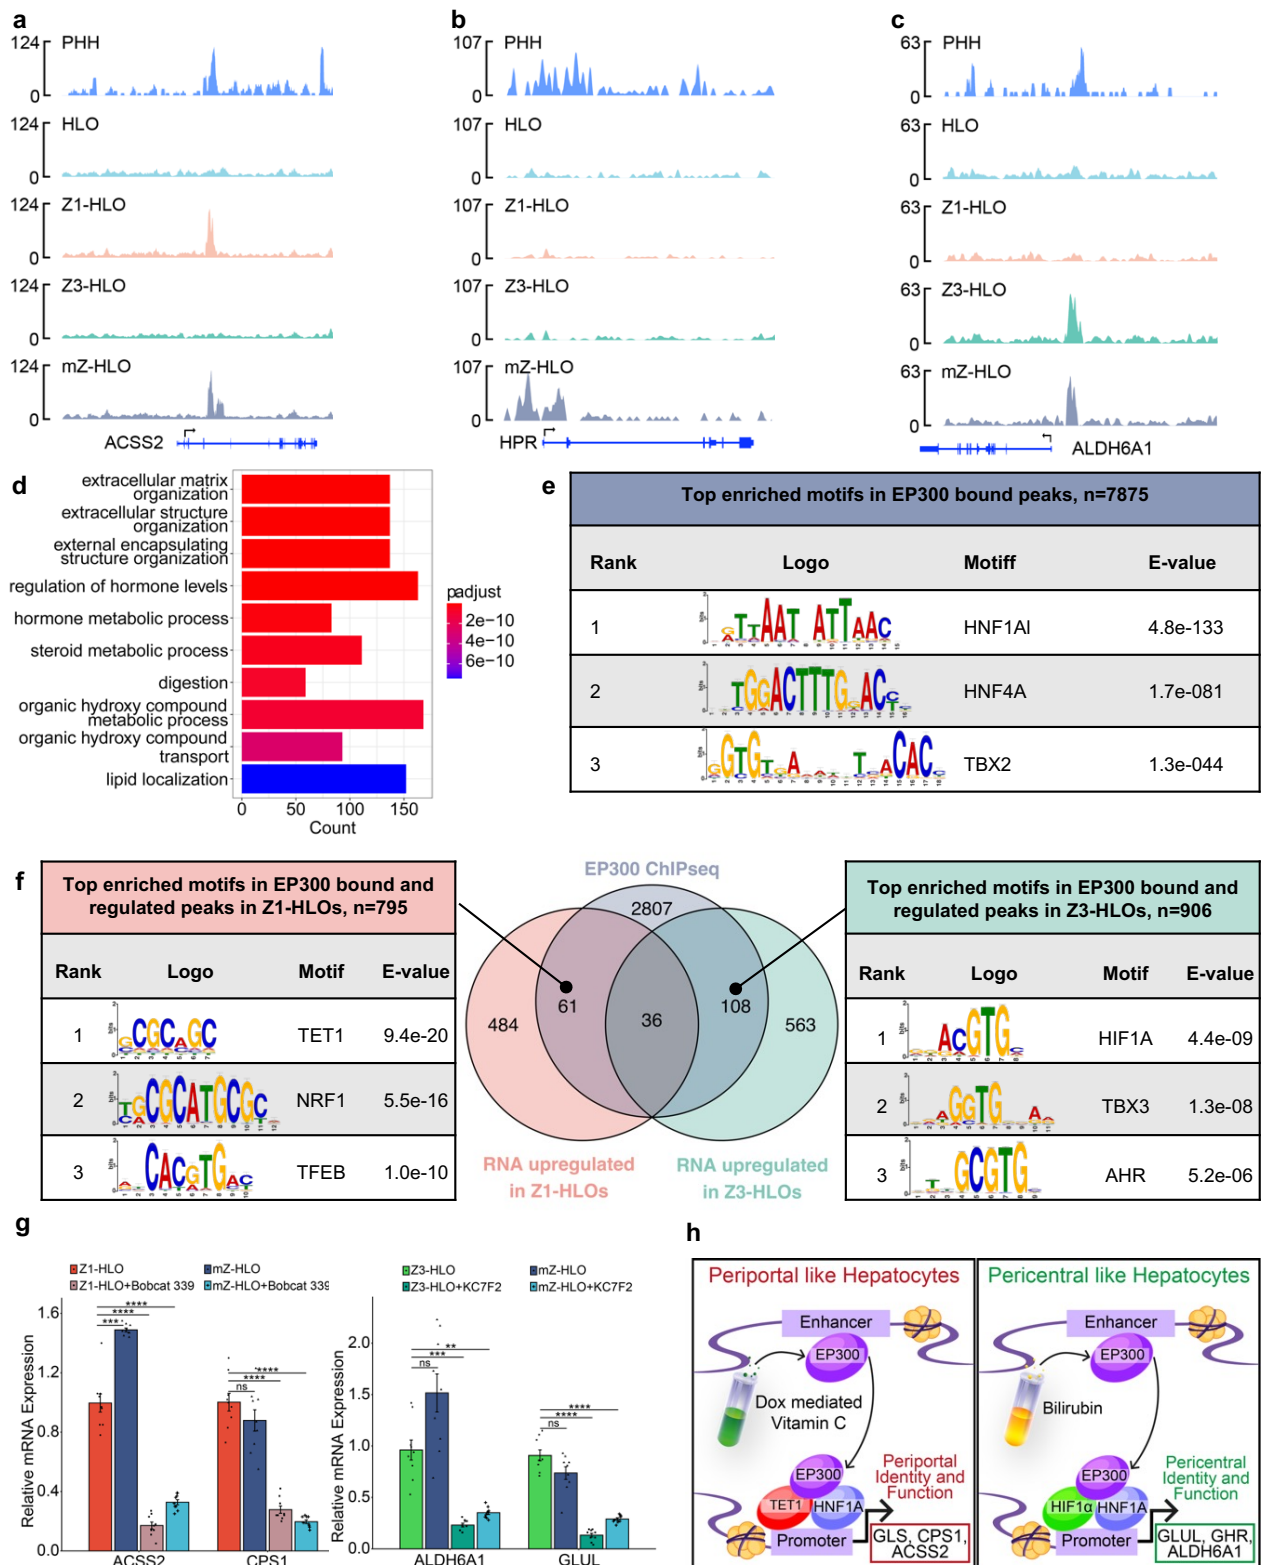 a
124
PHH
0
124
HLO
0
124
Z1-HLO
0
124
Z3-HLO
0
124
mZ-HLO
0
ACSS2
b
107
PHH
0
107
HLO
0
107
Z1-HLO
0
107
Z3-HLO
0
107
mZ-HLO
0
HPR
c
63
PHH
0
63
HLO
0
63
Z1-HLO
0
63
Z3-HLO
0
63
mZ-HLO
0
ALDH6A1
d
extracellular matrix
organization
extracellular structure
organization
external encapsulating
structure organization
regulation of hormone levels
hormone metabolic process
steroid metabolic process
digestion
organic hydroxy compound
metabolic process
organic hydroxy compound
transport
lipid localization
0 50 100 150
Count
padjust
2e−10
4e−10
6e−10
e
Top enriched motifs in EP300 bound peaks, n=7875
Rank Logo Motiff E-value
1 HNF1AI 4.8e-133
2 HNF4A 1.7e-081
3 TBX2 1.3e-044
f
Top enriched motifs in EP300 bound and
regulated peaks in Z1-HLOs, n=795
Rank Logo Motif E-value
1 TET1 9.4e-20
2 NRF1 5.5e-16
3 TFEB 1.0e-10
EP300 ChIPseq
2807
484 61 36 108 563
RNA upregulated
in Z1-HLOs
RNA upregulated
in Z3-HLOs
Top enriched motifs in EP300 bound and
regulated peaks in Z3-HLOs, n=906
Rank Logo Motif E-value
1 HIF1A 4.4e-09
2 TBX3 1.3e-08
3 AHR 5.2e-06
g
Z1-HLO mZ-HLO
Z1-HLO+Bobcat 339 mZ-HLO+Bobcat 339
Relative mRNA Expression
1.6
1.2
0.8
0.4
0.0
****
****
***
****
****
ns
ACSS2 CPS1
Z3-HLO mZ-HLO
Z3-HLO+KC7F2 mZ-HLO+KC7F2
Relative mRNA Expression
2.0
1.5
1.0
0.5
0.0
**
***
ns
****
****
ns
ALDH6A1 GLUL
h
Periportal like Hepatocytes
Enhancer
EP300
Dox mediated
Vitamin C
EP300
TET1 HNF1A
Promoter
Periportal
Identity and
Function
GLS, CPS1,
ACSS2
Pericentral like Hepatocytes
Enhancer
EP300
Bilirubin
EP300
HIF1α HNF1A
Promoter
Pericentral
Identity and
Function
GLUL, GHR,
ALDH6A1